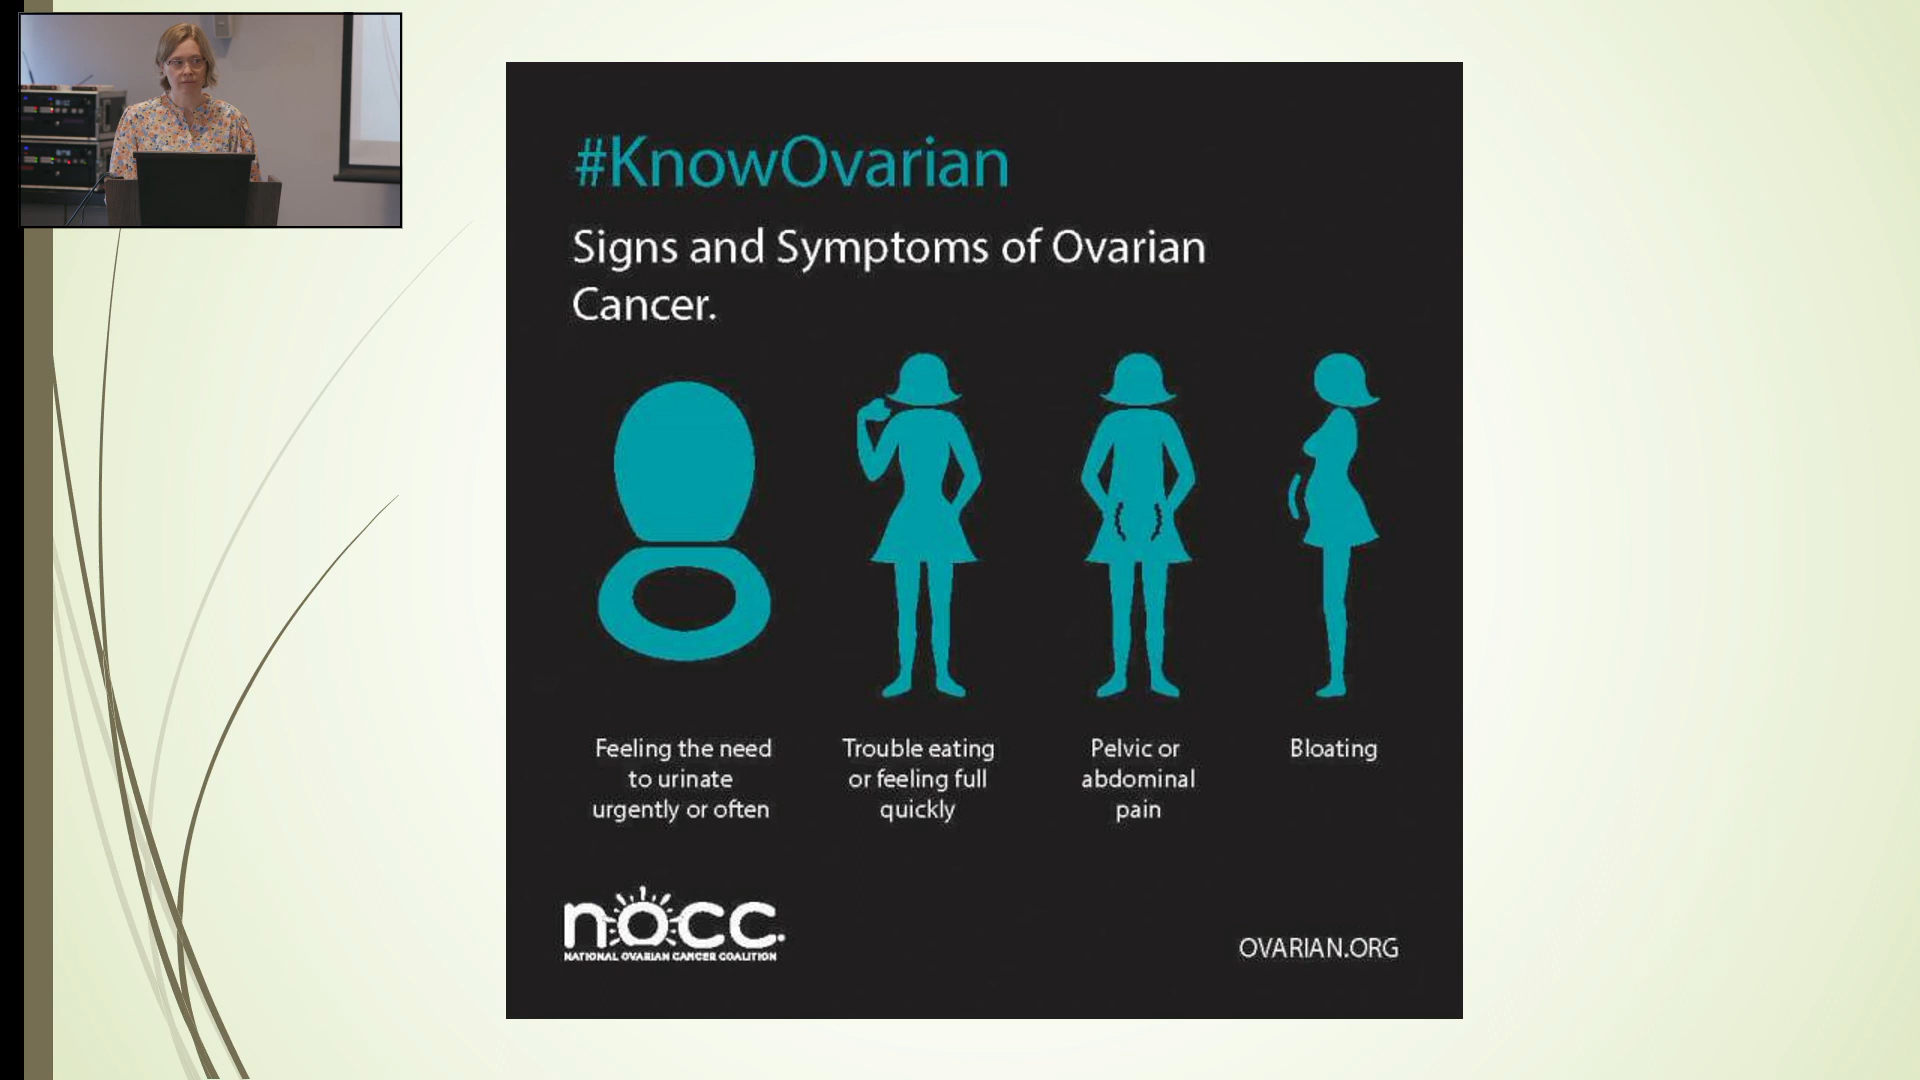 #KnowOvarian
Signs and Symptoms of Ovarian
Cancer.
Feeling the need
to urinate
urgently or often
Trouble eating
or feeling full
quickly
Pelvic or
abdominal
pain
Bloating
nocc.
NATIONAL OVARIAN CANCER COALITION
OVARIAN.ORG